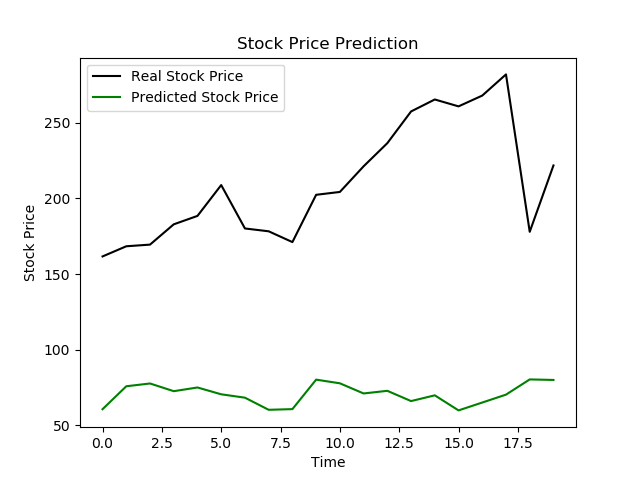 Stock Price Prediction
Real Stock Price
Predicted Stock Price
250
200
150
100
50
Stock Price
0.0 2.5 5.0 7.5 10.0 12.5 15.0 17.5
Time